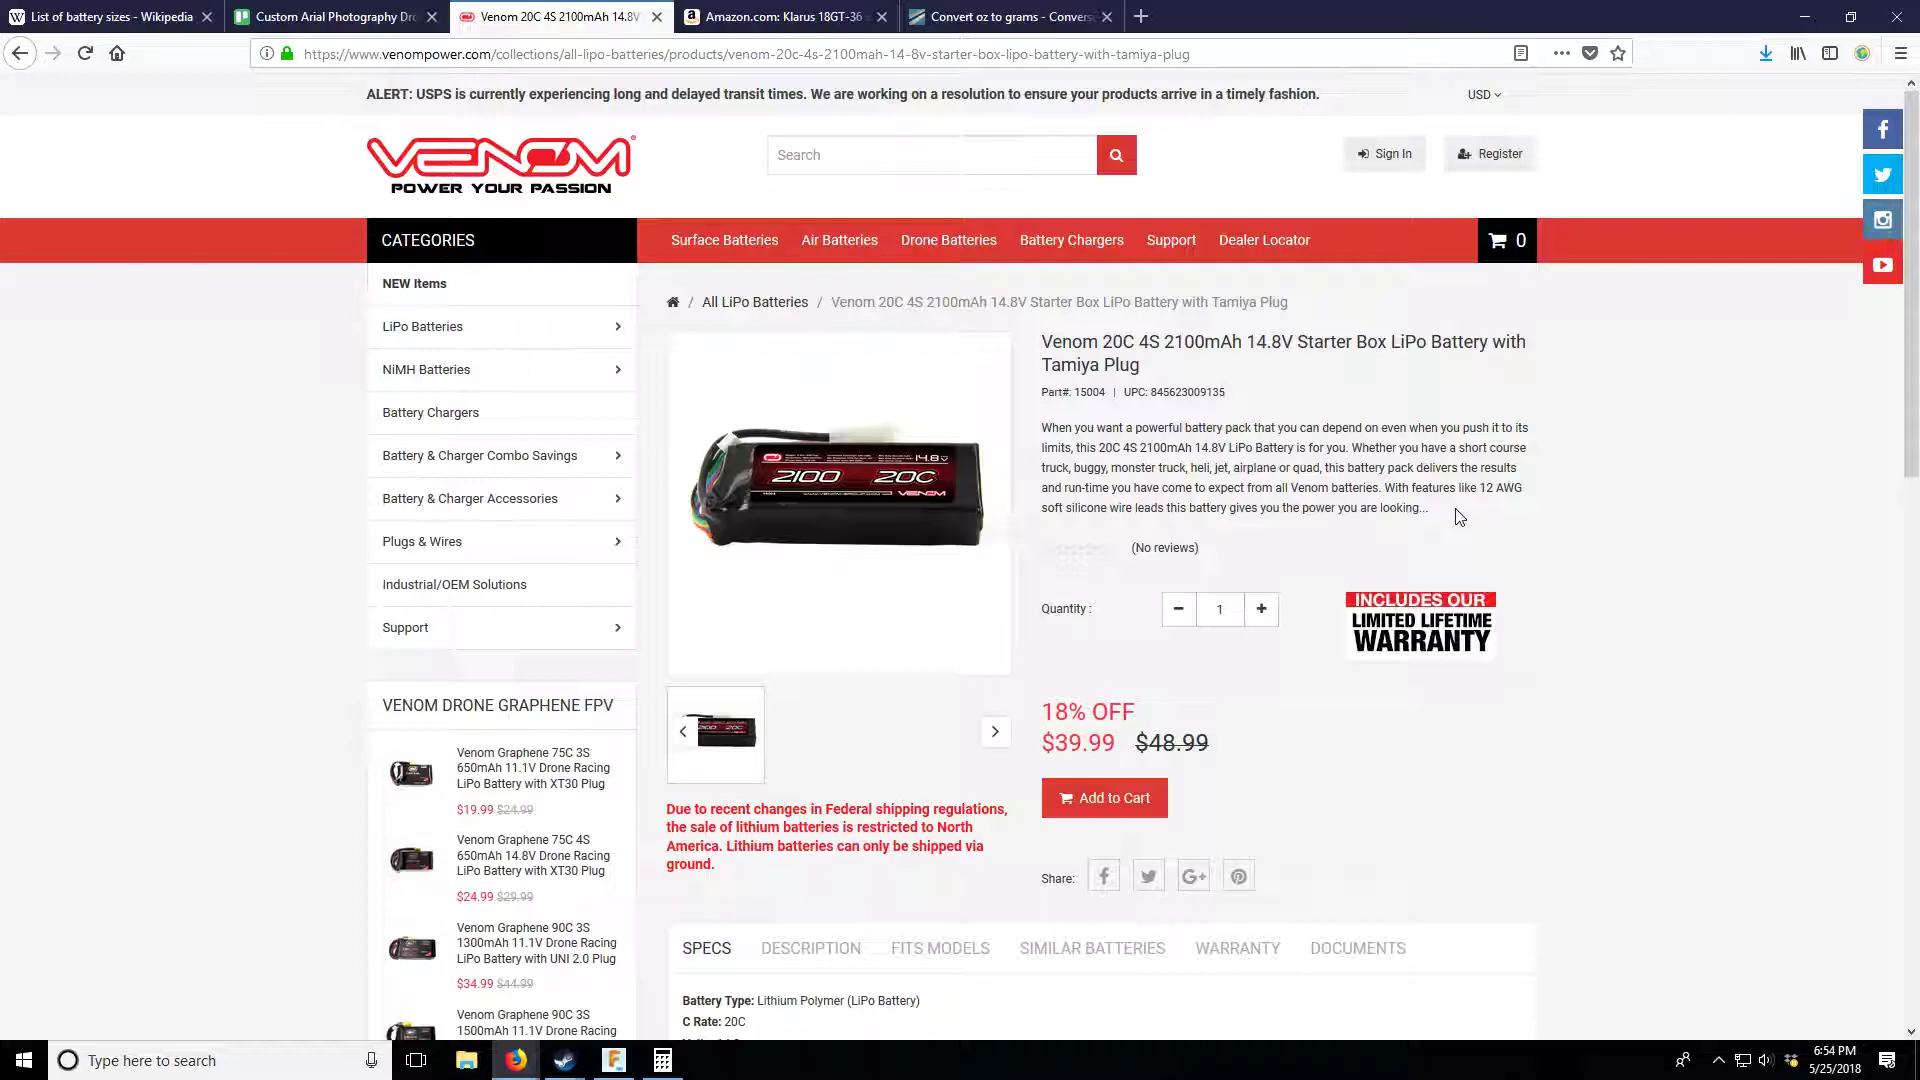 List of battery sizes - Wikipedia
Custom Arial Photography Dro
Venom 20C 4S 2100mAh 14.8V
Amazon.com: Klarus 18GT-36
Convert oz to grams - Convers
https://www.venompower.com/collections/all-lipo-batteries/products/venom-20c-4s-2100mah-14-8v-starter-box-lipo-battery-with-tamiya-plug
ALERT: USPS is currently experiencing long and delayed transit times. We are working on a resolution to ensure your products arrive in a timely fashion.
USD
VENOM
POWER YOUR PASSION
Search
Sign In
Register
CATEGORIES
Surface Batteries
Air Batteries
Drone Batteries
Battery Chargers
Support
Dealer Locator
0
NEW Items
LiPo Batteries
NiMH Batteries
Battery Chargers
Battery & Charger Combo Savings
Battery & Charger Accessories
Plugs & Wires
Industrial/OEM Solutions
Support
VENOM DRONE GRAPHENE FPV
Venom Graphene 75C 3S
650mAh 11.1V Drone Racing
LiPo Battery with XT30 Plug
$19.99 $24.99
Venom Graphene 75C 4S
650mAh 14.8V Drone Racing
LiPo Battery with XT30 Plug
$24.99 $29.99
Venom Graphene 90C 3S
1300mAh 11.1V Drone Racing
LiPo Battery with UNI 2.0 Plug
$34.99 $44.99
Venom Graphene 90C 3S
1500mAh 11.1V Drone Racing
/ All LiPo Batteries / Venom 20C 4S 2100mAh 14.8V Starter Box LiPo Battery with Tamiya Plug
14.8V
2100 20C
VENOM
2100 20C
Due to recent changes in Federal shipping regulations,
the sale of lithium batteries is restricted to North
America. Lithium batteries can only be shipped via
ground.
Venom 20C 4S 2100mAh 14.8V Starter Box LiPo Battery with
Tamiya Plug
Part#: 15004 | UPC: 845623009135
When you want a powerful battery pack that you can depend on even when you push it to its
limits, this 20C 4S 2100mAh 14.8V LiPo Battery is for you. Whether you have a short course
truck, buggy, monster truck, heli, jet, airplane or quad, this battery pack delivers the results
and run-time you have come to expect from all Venom batteries. With features like 12 AWG
soft silicone wire leads this battery gives you the power you are looking...
(No reviews)
Quantity :
1
INCLUDES OUR
LIMITED LIFETIME
WARRANTY
18% OFF
$39.99 $48.99
Add to Cart
Share:
SPECS
DESCRIPTION
FITS MODELS
SIMILAR BATTERIES
WARRANTY
DOCUMENTS
Battery Type: Lithium Polymer (LiPo Battery)
C Rate: 20C
Type here to search
6:54 PM
5/25/2018